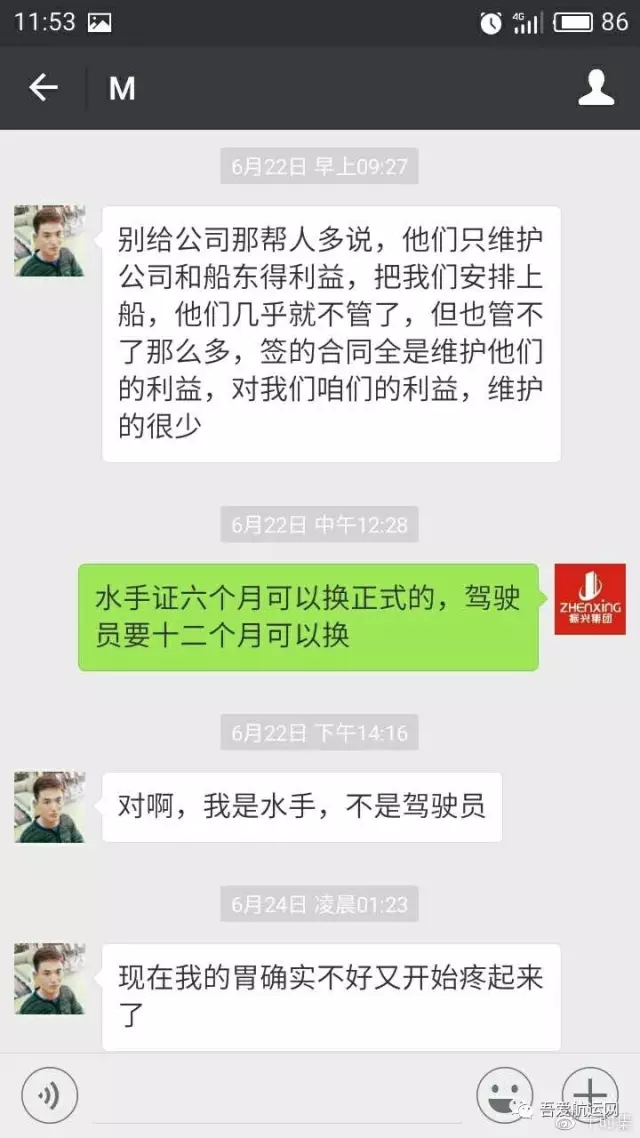 11:53
4G
86
M
6月22日 早上09:27
别给公司那帮人多说，他们只维护
公司和船东得利益，把我们安排上
船，他们几乎就不管了，但也管不
了那么多，签的合同全是维护他们
的利益，对我们咱们的利益，维护
的很少
6月22日 中午12:28
水手证六个月可以换正式的，驾驶
员要十二个月可以换
ZHENXING
振兴集团
6月22日 下午14:16
对啊，我是水手，不是驾驶员
6月24日 凌晨01:23
现在我的胃确实不好又开始疼起来
了
吾爱航运网